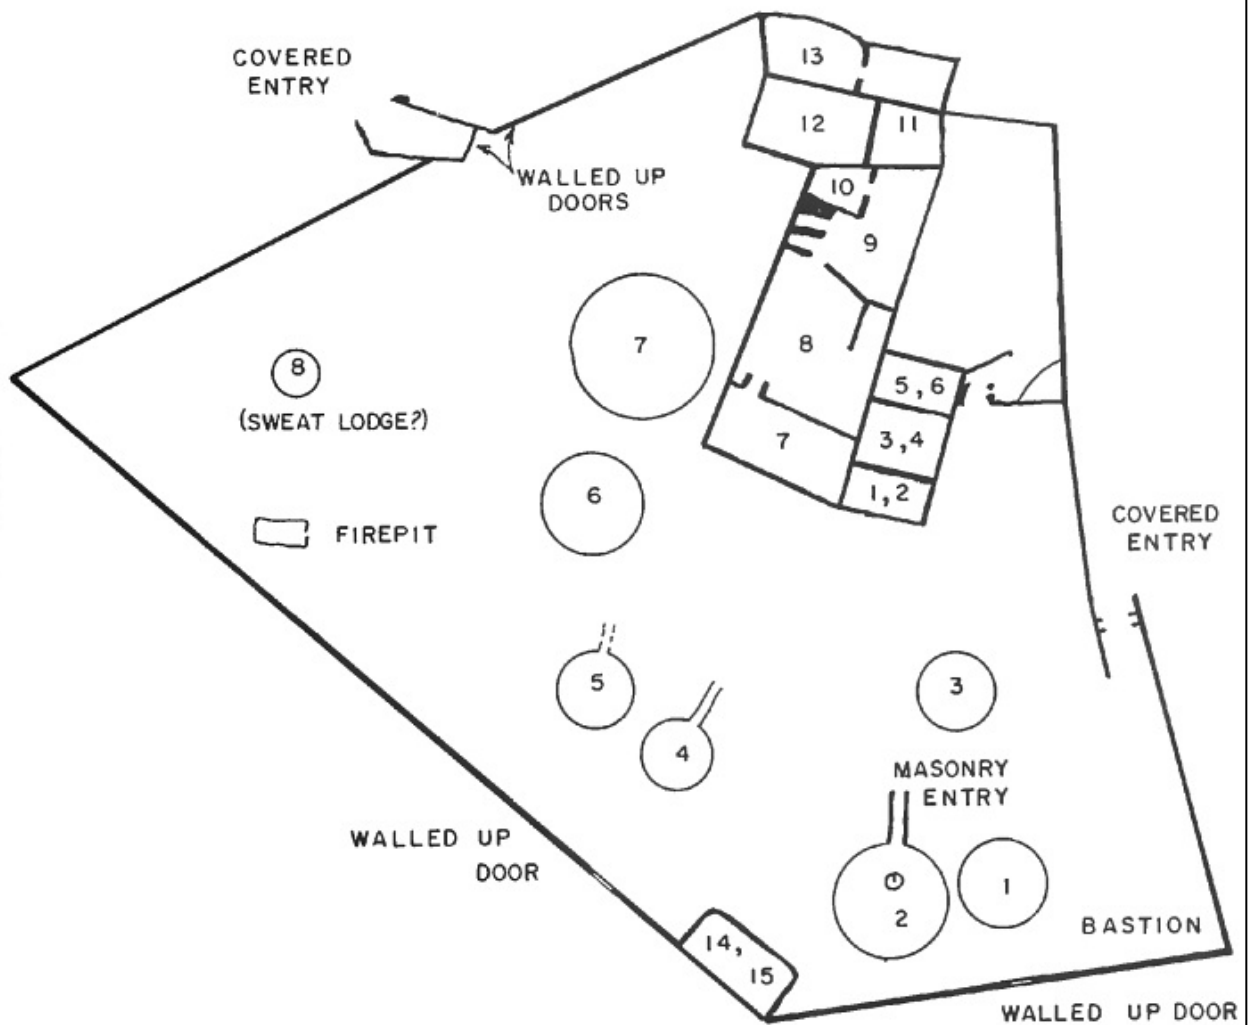 COVERED
ENTRY
13
12
11
WALLED UP
DOORS
10
9
7
8
8
(SWEAT LODGE?)
5,6
3,4
7
1,2
6
FIREPIT
COVERED
ENTRY
5
3
4
MASONRY
ENTRY
WALLED UP
DOOR
1
2
BASTION
14,
15
WALLED UP DOOR